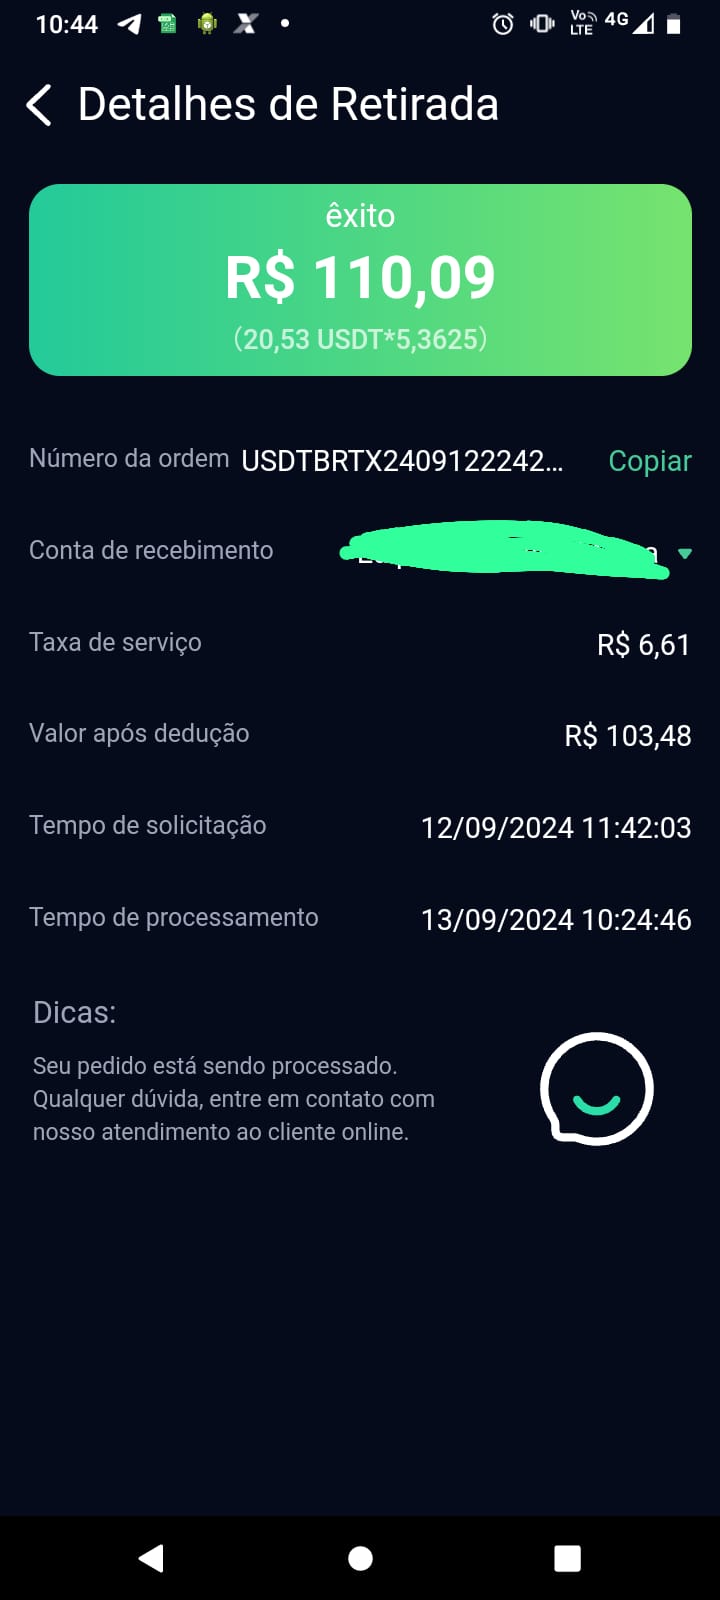 10:44
Vo LTE 4G
Detalhes de Retirada
êxito
R$ 110,09
(20,53 USDT*5,3625)
Número da ordem USDTBRTX2409122242... Copiar
Conta de recebimento
Taxa de serviço R$ 6,61
Valor após dedução R$ 103,48
Tempo de solicitação 12/09/2024 11:42:03
Tempo de processamento 13/09/2024 10:24:46
Dicas:
Seu pedido está sendo processado.
Qualquer dúvida, entre em contato com
nosso atendimento ao cliente online.